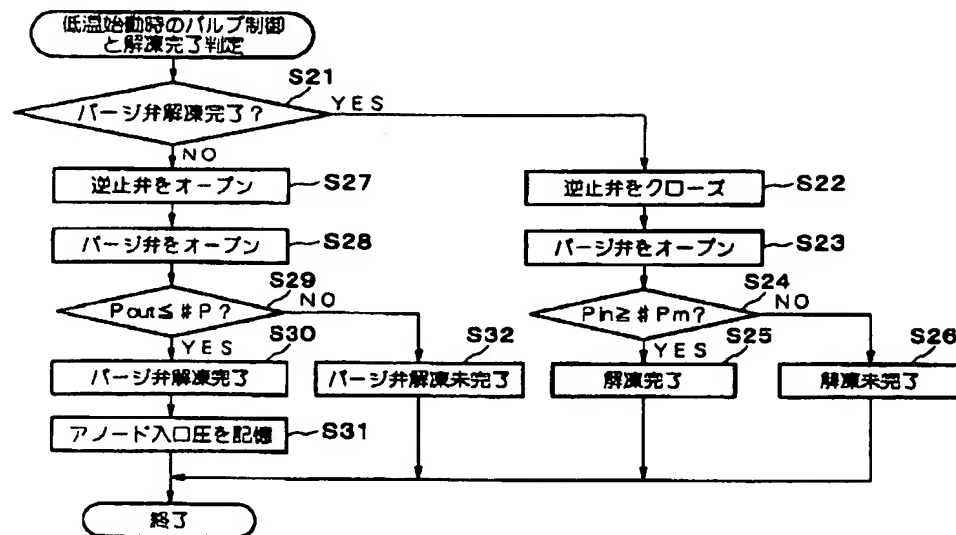 低温始動時のバルブ制御
と解凍完了判定
S21
パージ弁解凍完了?
YES
NO
逆止弁をオープン
S27
逆止弁をクローズ
S22
パージ弁をオープン
S28
パージ弁をオープン
S23
S29
Pout≦#P?
NO
S24
Pin≧#Pm?
NO
YES
S30
パージ弁解凍完了
S32
パージ弁解凍未完了
YES
S25
解凍完了
S26
解凍未完了
アノード入口圧を記憶
S31
終了